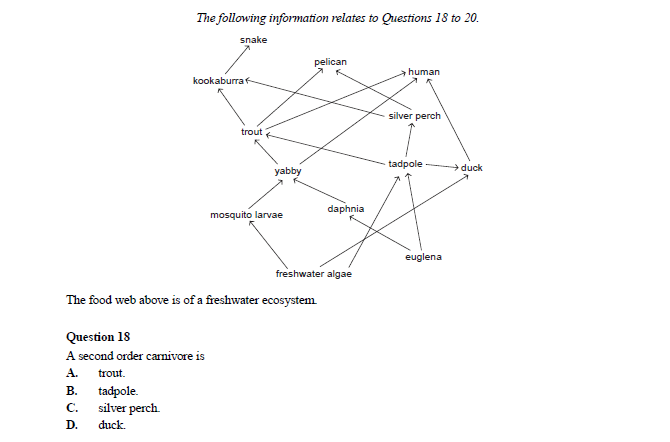 The following information relates to Questions 18 to 20.
snake
pelican
human
kookaburra
silver perch
trout
tadpole
duck
yabby
daphnia
mosquito larvae
euglena
freshwater algae
The food web above is of a freshwater ecosystem.
Question 18
A second order carnivore is
A. trout.
B. tadpole.
C. silver perch.
D. duck.